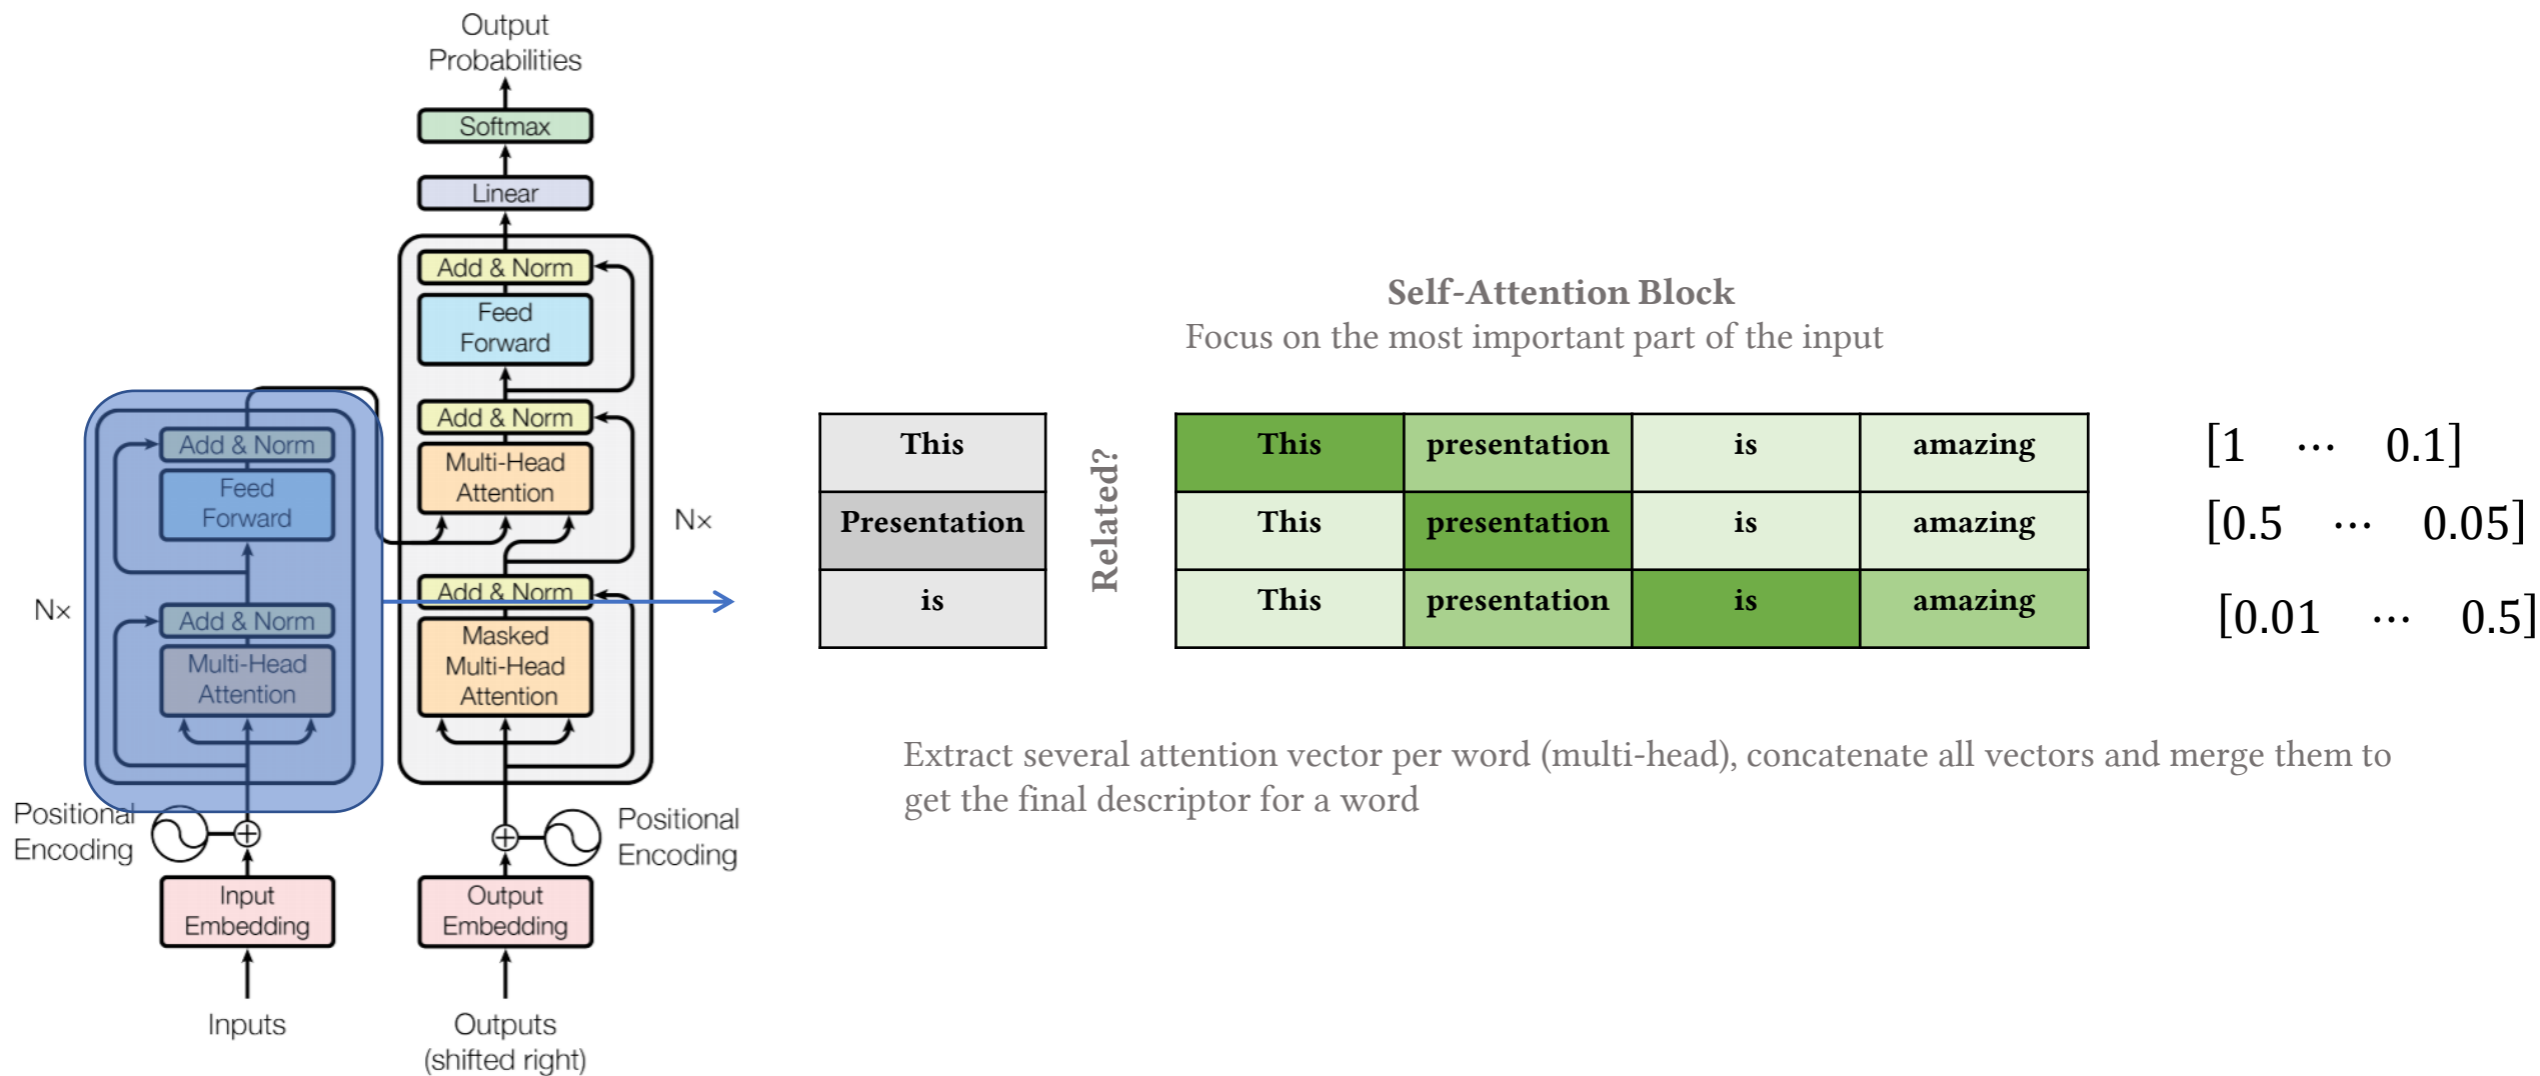 Output
Probabilities
Softmax
Linear
Add & Norm
Feed
Forward
Add & Norm
Multi-Head
Attention
Nx
Add & Norm
Masked
Multi-Head
Attention
Add & Norm
Feed
Forward
Nx
Add & Norm
Multi-Head
Attention
Positional
Encoding
Positional
Encoding
Input
Embedding
Output
Embedding
Inputs
Outputs
(shifted right)
Self-Attention Block
Focus on the most important part of the input
This
Presentation
is
Related?
This presentation is amazing
This presentation is amazing
This presentation is amazing
[1 ⋯ 0.1]
[0.5 ⋯ 0.05]
[0.01 ⋯ 0.5]
Extract several attention vector per word (multi-head), concatenate all vectors and merge them to
get the final descriptor for a word